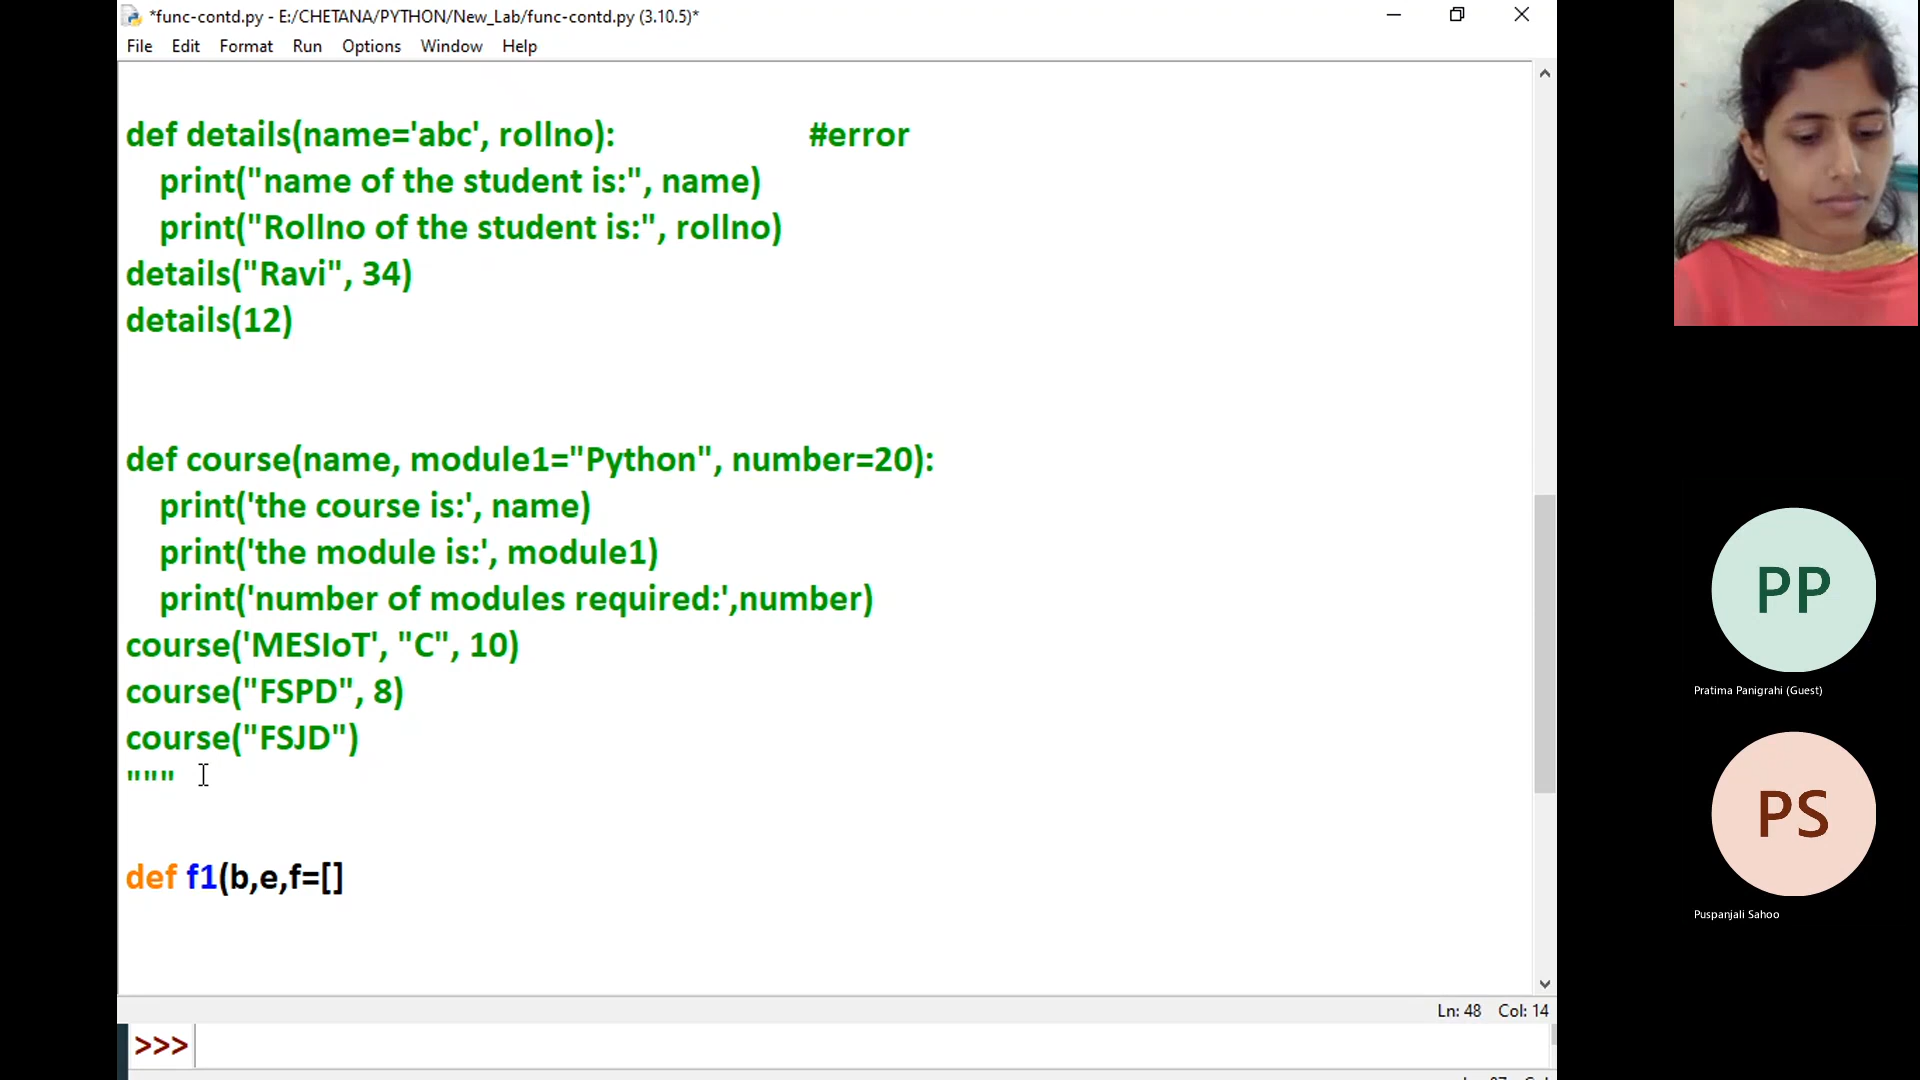 *func-contd.py - E:/CHETANA/PYTHON/New_Lab/func-contd.py (3.10.5)*
File Edit Format Run Options Window Help
def details(name='abc', rollno): #error
    print("name of the student is:", name)
    print("Rollno of the student is:", rollno)
details("Ravi", 34)
details(12)
def course(name, module1="Python", number=20):
    print('the course is:', name)
    print('the module is:', module1)
    print('number of modules required:',number)
course('MESIoT', "C", 10)
course("FSPD", 8)
course("FSJD")
"""
def f1(b,e,f=[]
Ln: 48 Col: 14
>>>
PP
Pratima Panigrahi (Guest)
PS
Puspanjali Sahoo